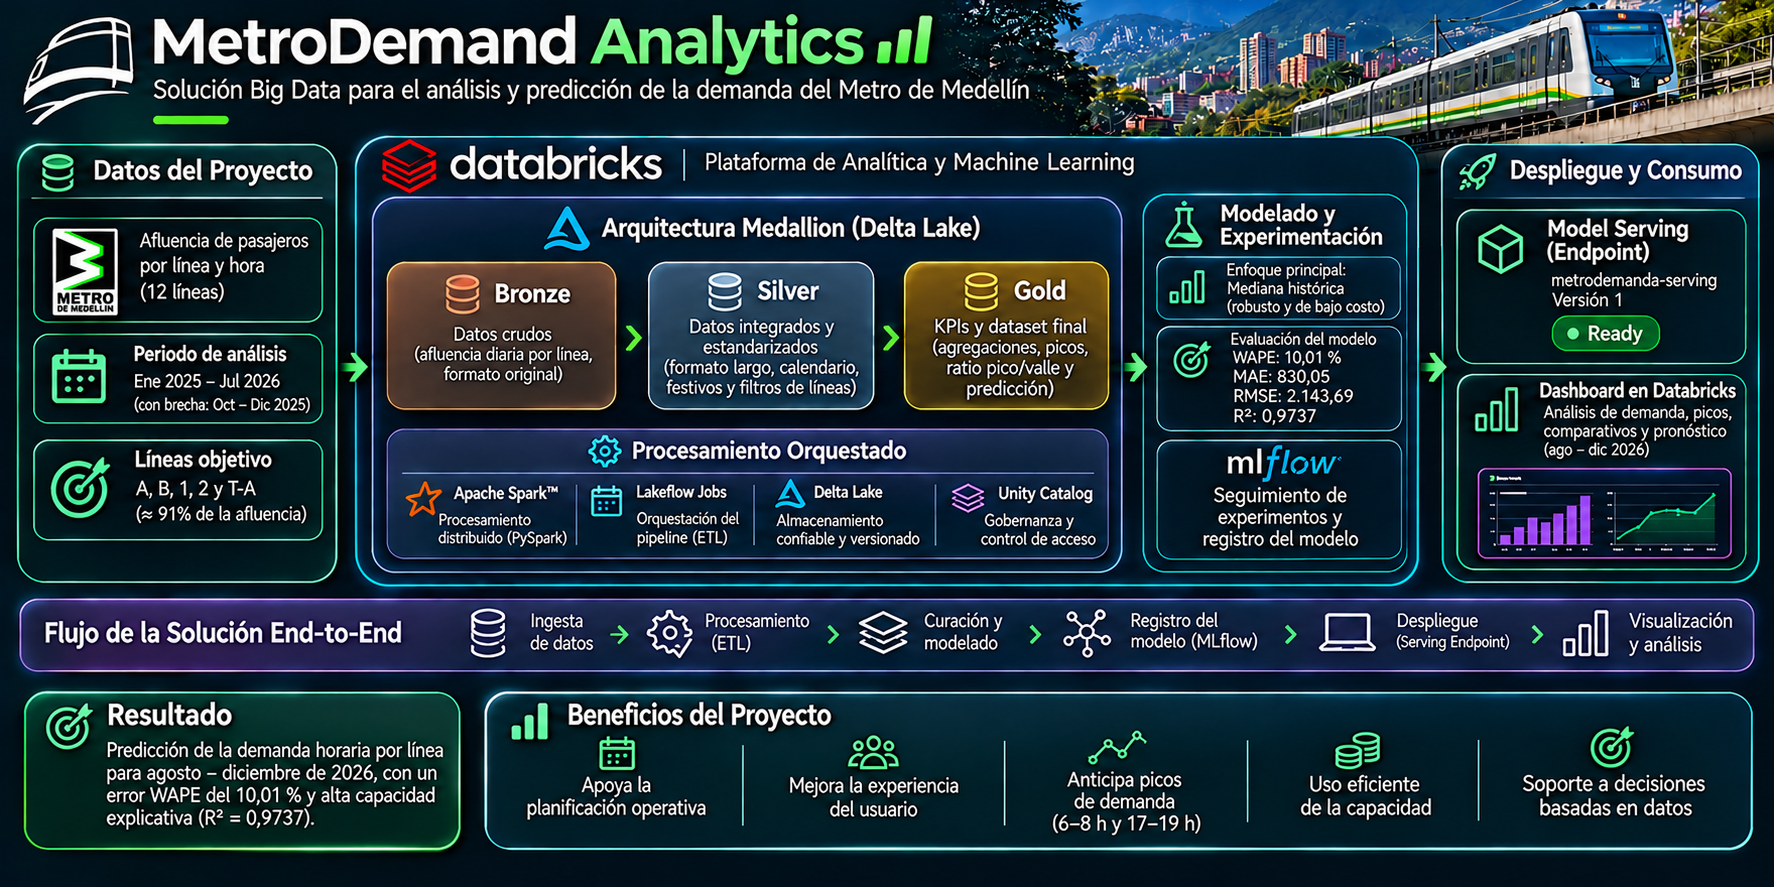 MetroDemand Analytics
Solución Big Data para el análisis y predicción de la demanda del Metro de Medellín
Datos del Proyecto
METRO
DE MEDELLIN
Afluencia de pasajeros
por línea y hora
(12 líneas)
Periodo de análisis
Ene 2025 – Jul 2026
(con brecha: Oct – Dic 2025)
Líneas objetivo
A, B, 1, 2 y T-A
(≈ 91% de la afluencia)
databricks
Plataforma de Analítica y Machine Learning
Arquitectura Medallion (Delta Lake)
Bronze
Datos crudos
(afluencia diaria por línea,
formato original)
Silver
Datos integrados y
estandarizados
(formato largo, calendario,
festivos y filtros de líneas)
Gold
KPIs y dataset final
(agregaciones, picos,
ratio pico/valle y
predicción)
Procesamiento Orquestado
Apache Spark™
Procesamiento
distribuido (PySpark)
Lakeflow Jobs
Orquestación del
pipeline (ETL)
Delta Lake
Almacenamiento
confiable y versionado
Unity Catalog
Gobernanza y
control de acceso
Modelado y
Experimentación
Enfoque principal:
Mediana histórica
(robusto y de bajo costo)
Evaluación del modelo
WAPE: 10,01 %
MAE: 830,05
RMSE: 2.143,69
R²: 0,9737
mlflow
Seguimiento de
experimentos y
registro del modelo
Despliegue y Consumo
Model Serving
(Endpoint)
metrodemanda-serving
Versión 1
Ready
Dashboard en Databricks
Análisis de demanda, picos,
comparativos y pronóstico
(ago – dic 2026)
Flujo de la Solución End-to-End
Ingesta
de datos
Procesamiento
(ETL)
Curación y
modelado
Registro del
modelo (MLflow)
Despliegue
(Serving Endpoint)
Visualización
y análisis
Resultado
Predicción de la demanda horaria por línea
para agosto – diciembre de 2026, con un
error WAPE del 10,01 % y alta capacidad
explicativa (R² = 0,9737).
Beneficios del Proyecto
Apoya la
planificación operativa
Mejora la experiencia
del usuario
Anticipa picos
de demanda
(6–8 h y 17–19 h)
Uso eficiente
de la capacidad
Soporte a decisiones
basadas en datos